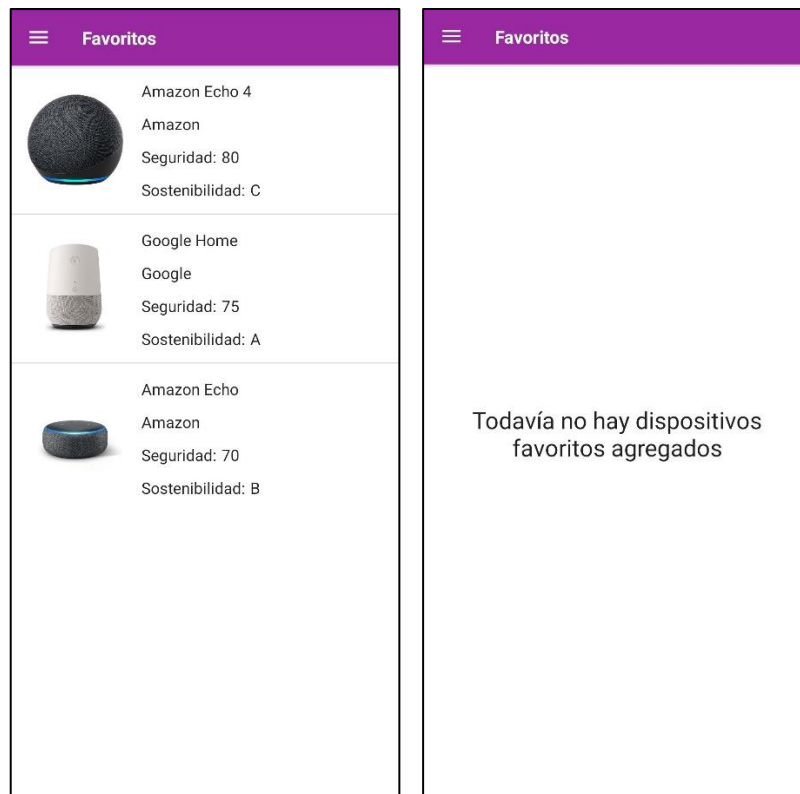 Favoritos
Amazon Echo 4
Amazon
Seguridad: 80
Sostenibilidad: C
Google Home
Google
Seguridad: 75
Sostenibilidad: A
Amazon Echo
Amazon
Seguridad: 70
Sostenibilidad: B
Favoritos
Todavía no hay dispositivos
favoritos agregados